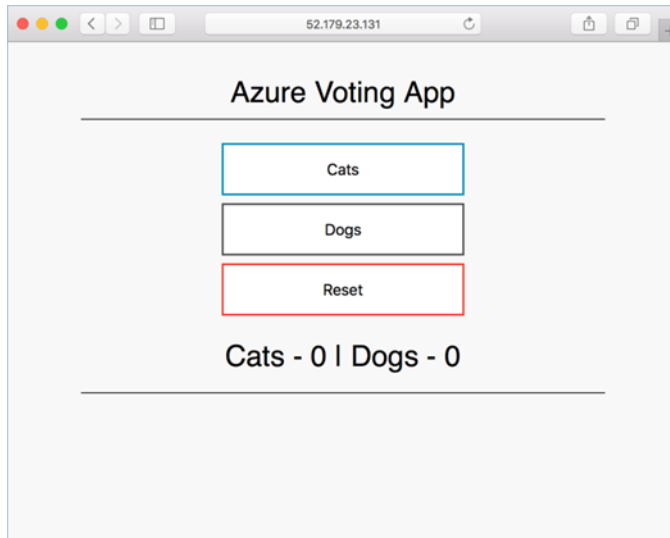 52.179.23.131
Azure Voting App
Cats
Dogs
Reset
Cats - 0 | Dogs - 0